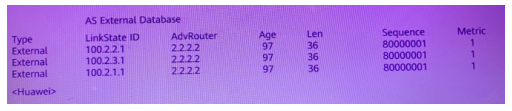 AS External Database
Type LinkState ID AdvRouter Age Len Sequence Metric
External 100.2.2.1 2.2.2.2 97 36 80000001 1
External 100.2.3.1 2.2.2.2 97 36 80000001 1
External 100.2.1.1 2.2.2.2 97 36 80000001 1
<Huawei>